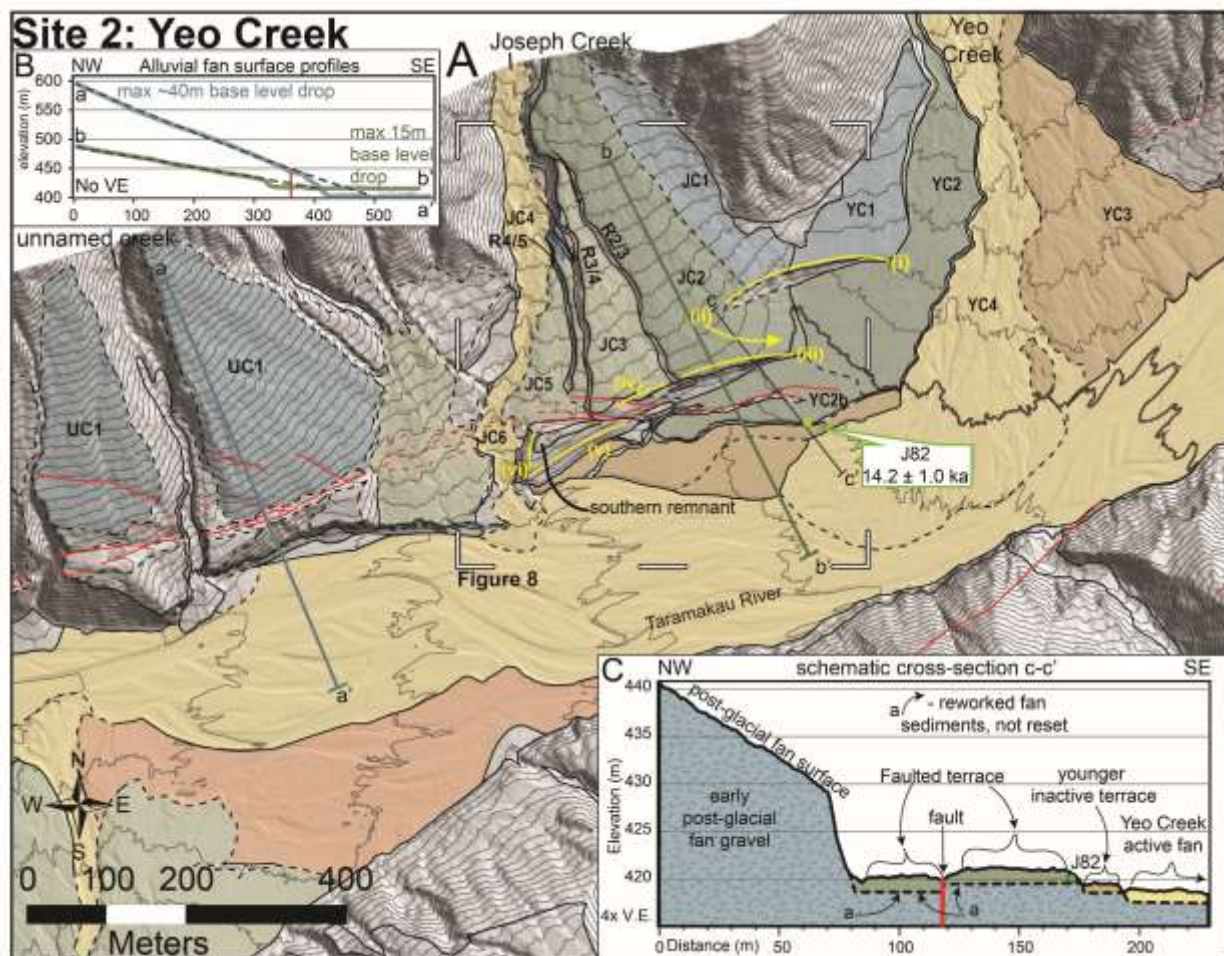 Site 2: Yeo Creek
B
NW
Alluvial fan surface profiles
SE
600
550
500
450
400
elevation (m)
a
max ~40m base level drop
b
max 15m
base level
drop
b'
No VE
a'
0
100
200
300
400
500
unnamed creek
A
Joseph Creek
Yeo
Creek
a
b
JC1
YC1
YC2
YC3
YC4
JC4
R4/5
R3/4
R2/3
JC2
JC3
JC5
JC6
c
(i)
(ii)
(iii)
(iv)
(v)
(vi)
YC2b
UC1
UC1
J82
14.2 ± 1.0 ka
c'
southern remnant
b'
Figure 8
Taramakau River
a'
N
W
E
S
0
100
200
400
Meters
C
NW
schematic cross-section c-c'
SE
440
435
430
425
420
Elevation (m)
4x V.E.
post-glacial fan surface
a - reworked fan
sediments, not reset
early
post-glacial
fan gravel
Faulted terrace
fault
younger
inactive terrace
Yeo Creek
active fan
J82
a
a
0
Distance (m)
50
100
150
200